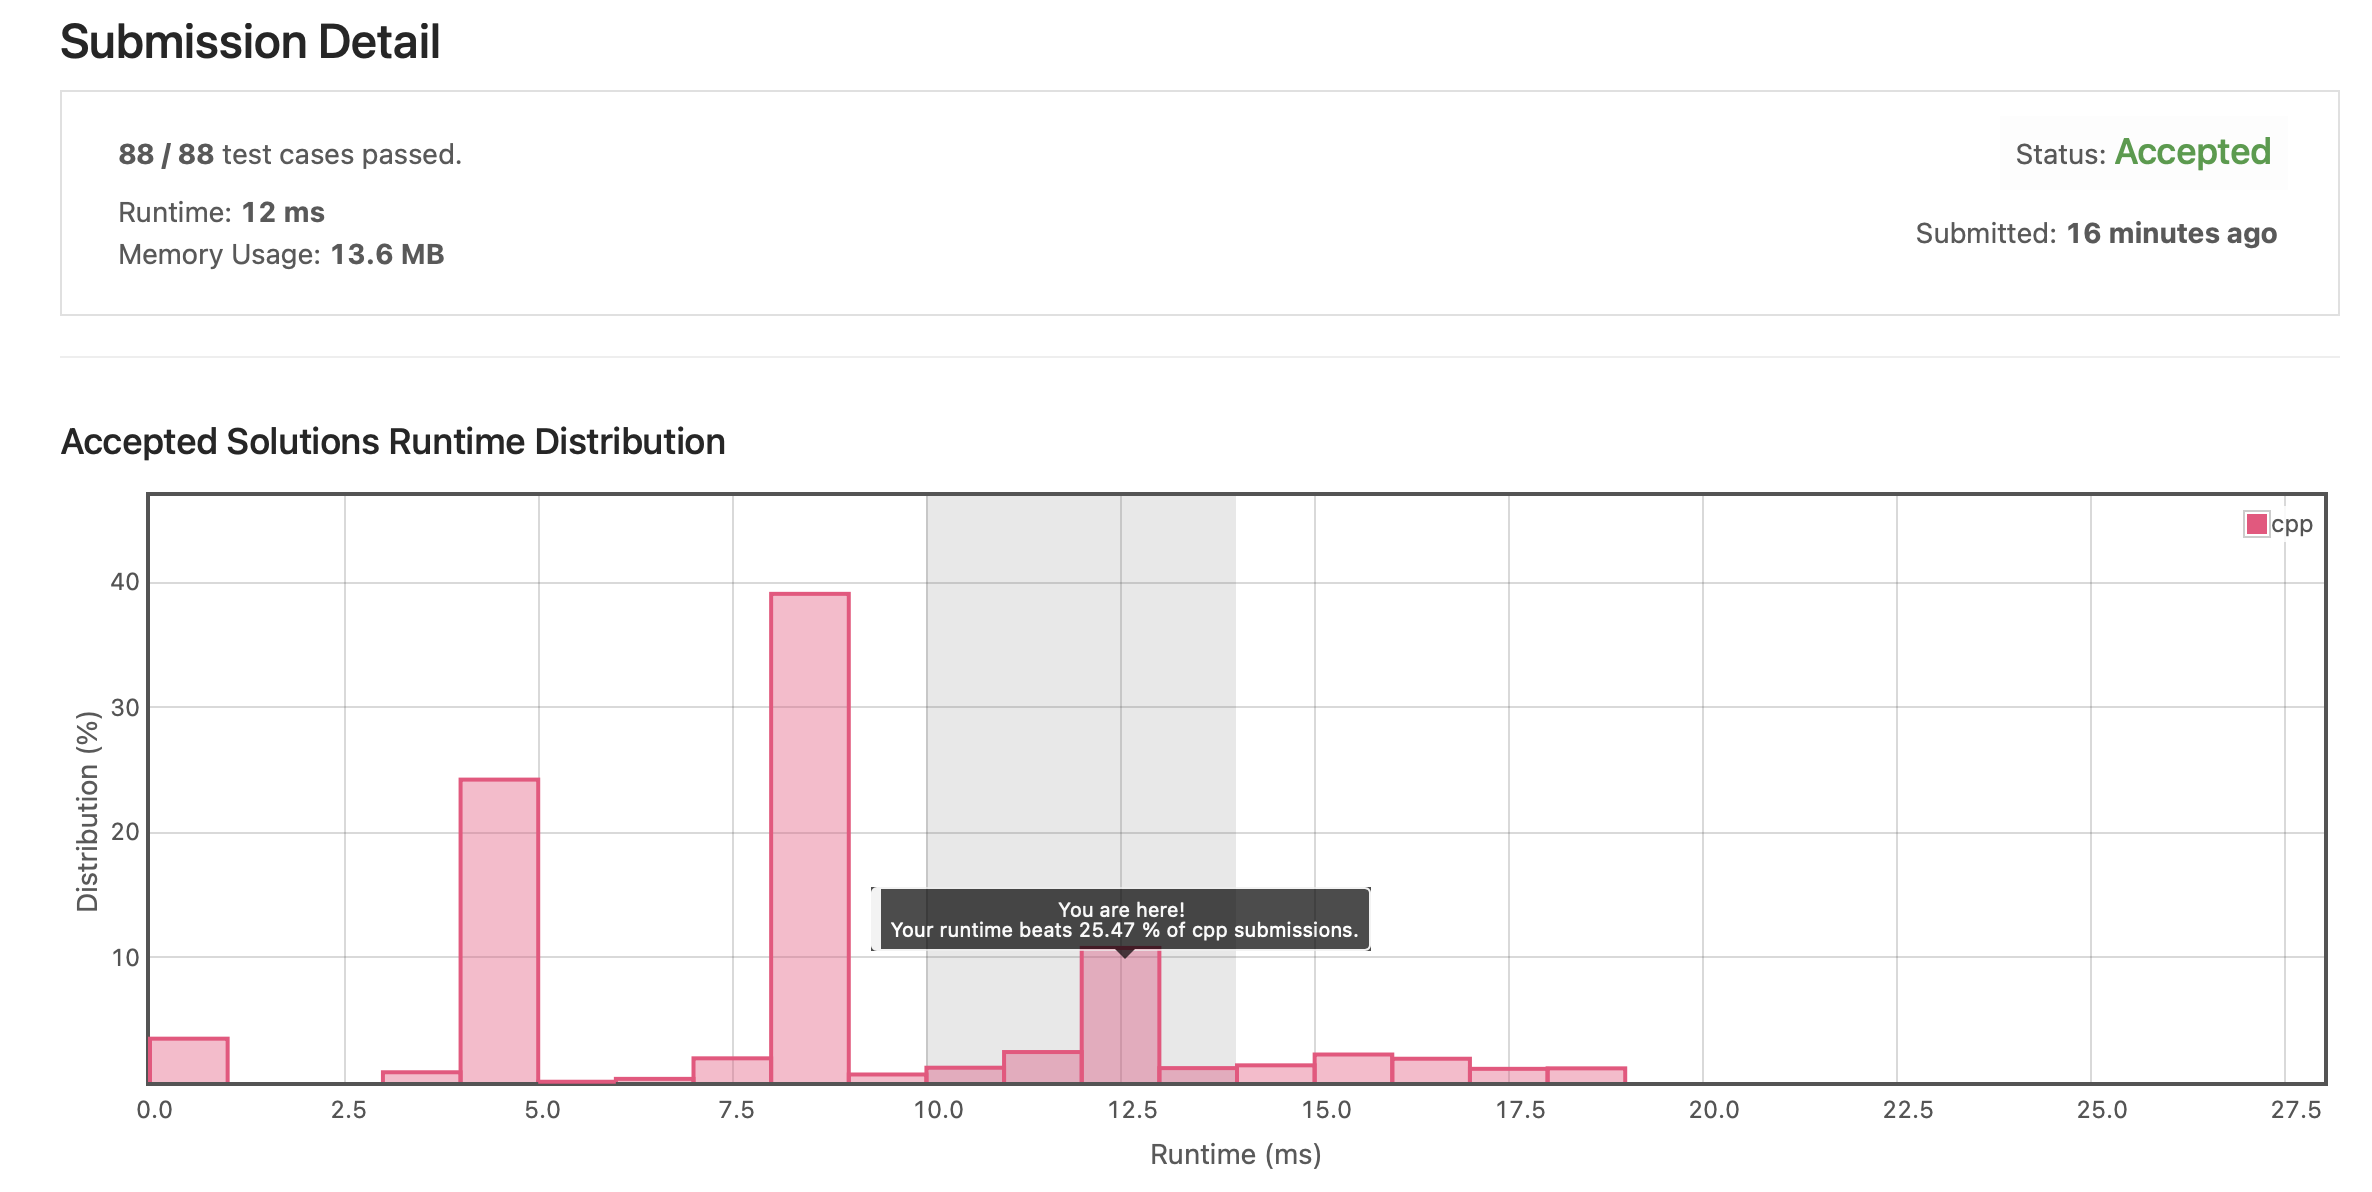 Submission Detail
88 / 88 test cases passed.
Status: Accepted
Runtime: 12 ms
Memory Usage: 13.6 MB
Submitted: 16 minutes ago
Accepted Solutions Runtime Distribution
cpp
40
30
20
10
Distribution (%)
You are here!
Your runtime beats 25.47 % of cpp submissions.
0.0 2.5 5.0 7.5 10.0 12.5 15.0 17.5 20.0 22.5 25.0 27.5
Runtime (ms)